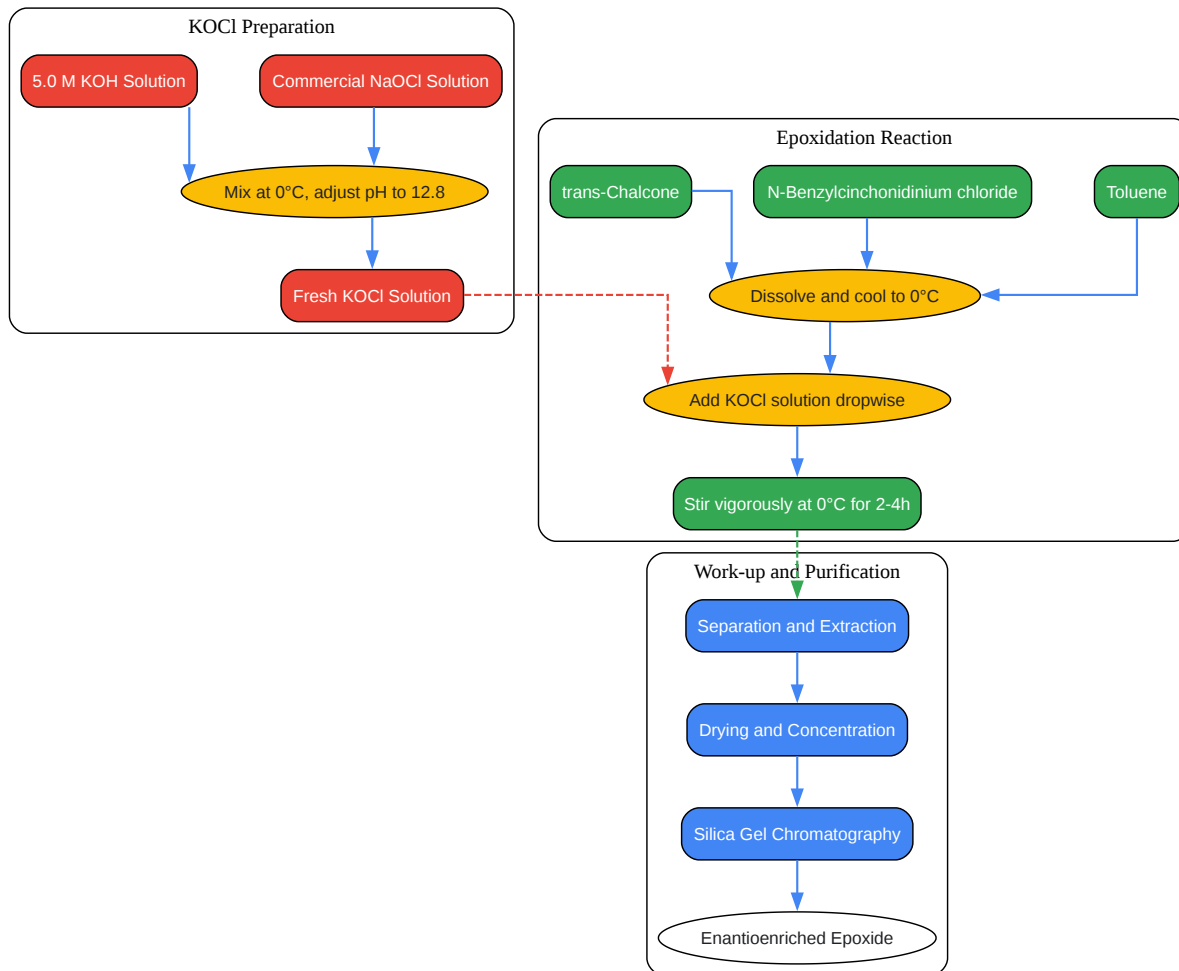 KOCl Preparation
5.0 M KOH Solution
Commercial NaOCl Solution
Mix at 0°C, adjust pH to 12.8
Fresh KOCl Solution
Epoxidation Reaction
trans-Chalcone
N-Benzylcinchonidinium chloride
Toluene
Dissolve and cool to 0°C
Add KOCl solution dropwise
Stir vigorously at 0°C for 2-4h
Work-up and Purification
Separation and Extraction
Drying and Concentration
Silica Gel Chromatography
Enantioenriched Epoxide